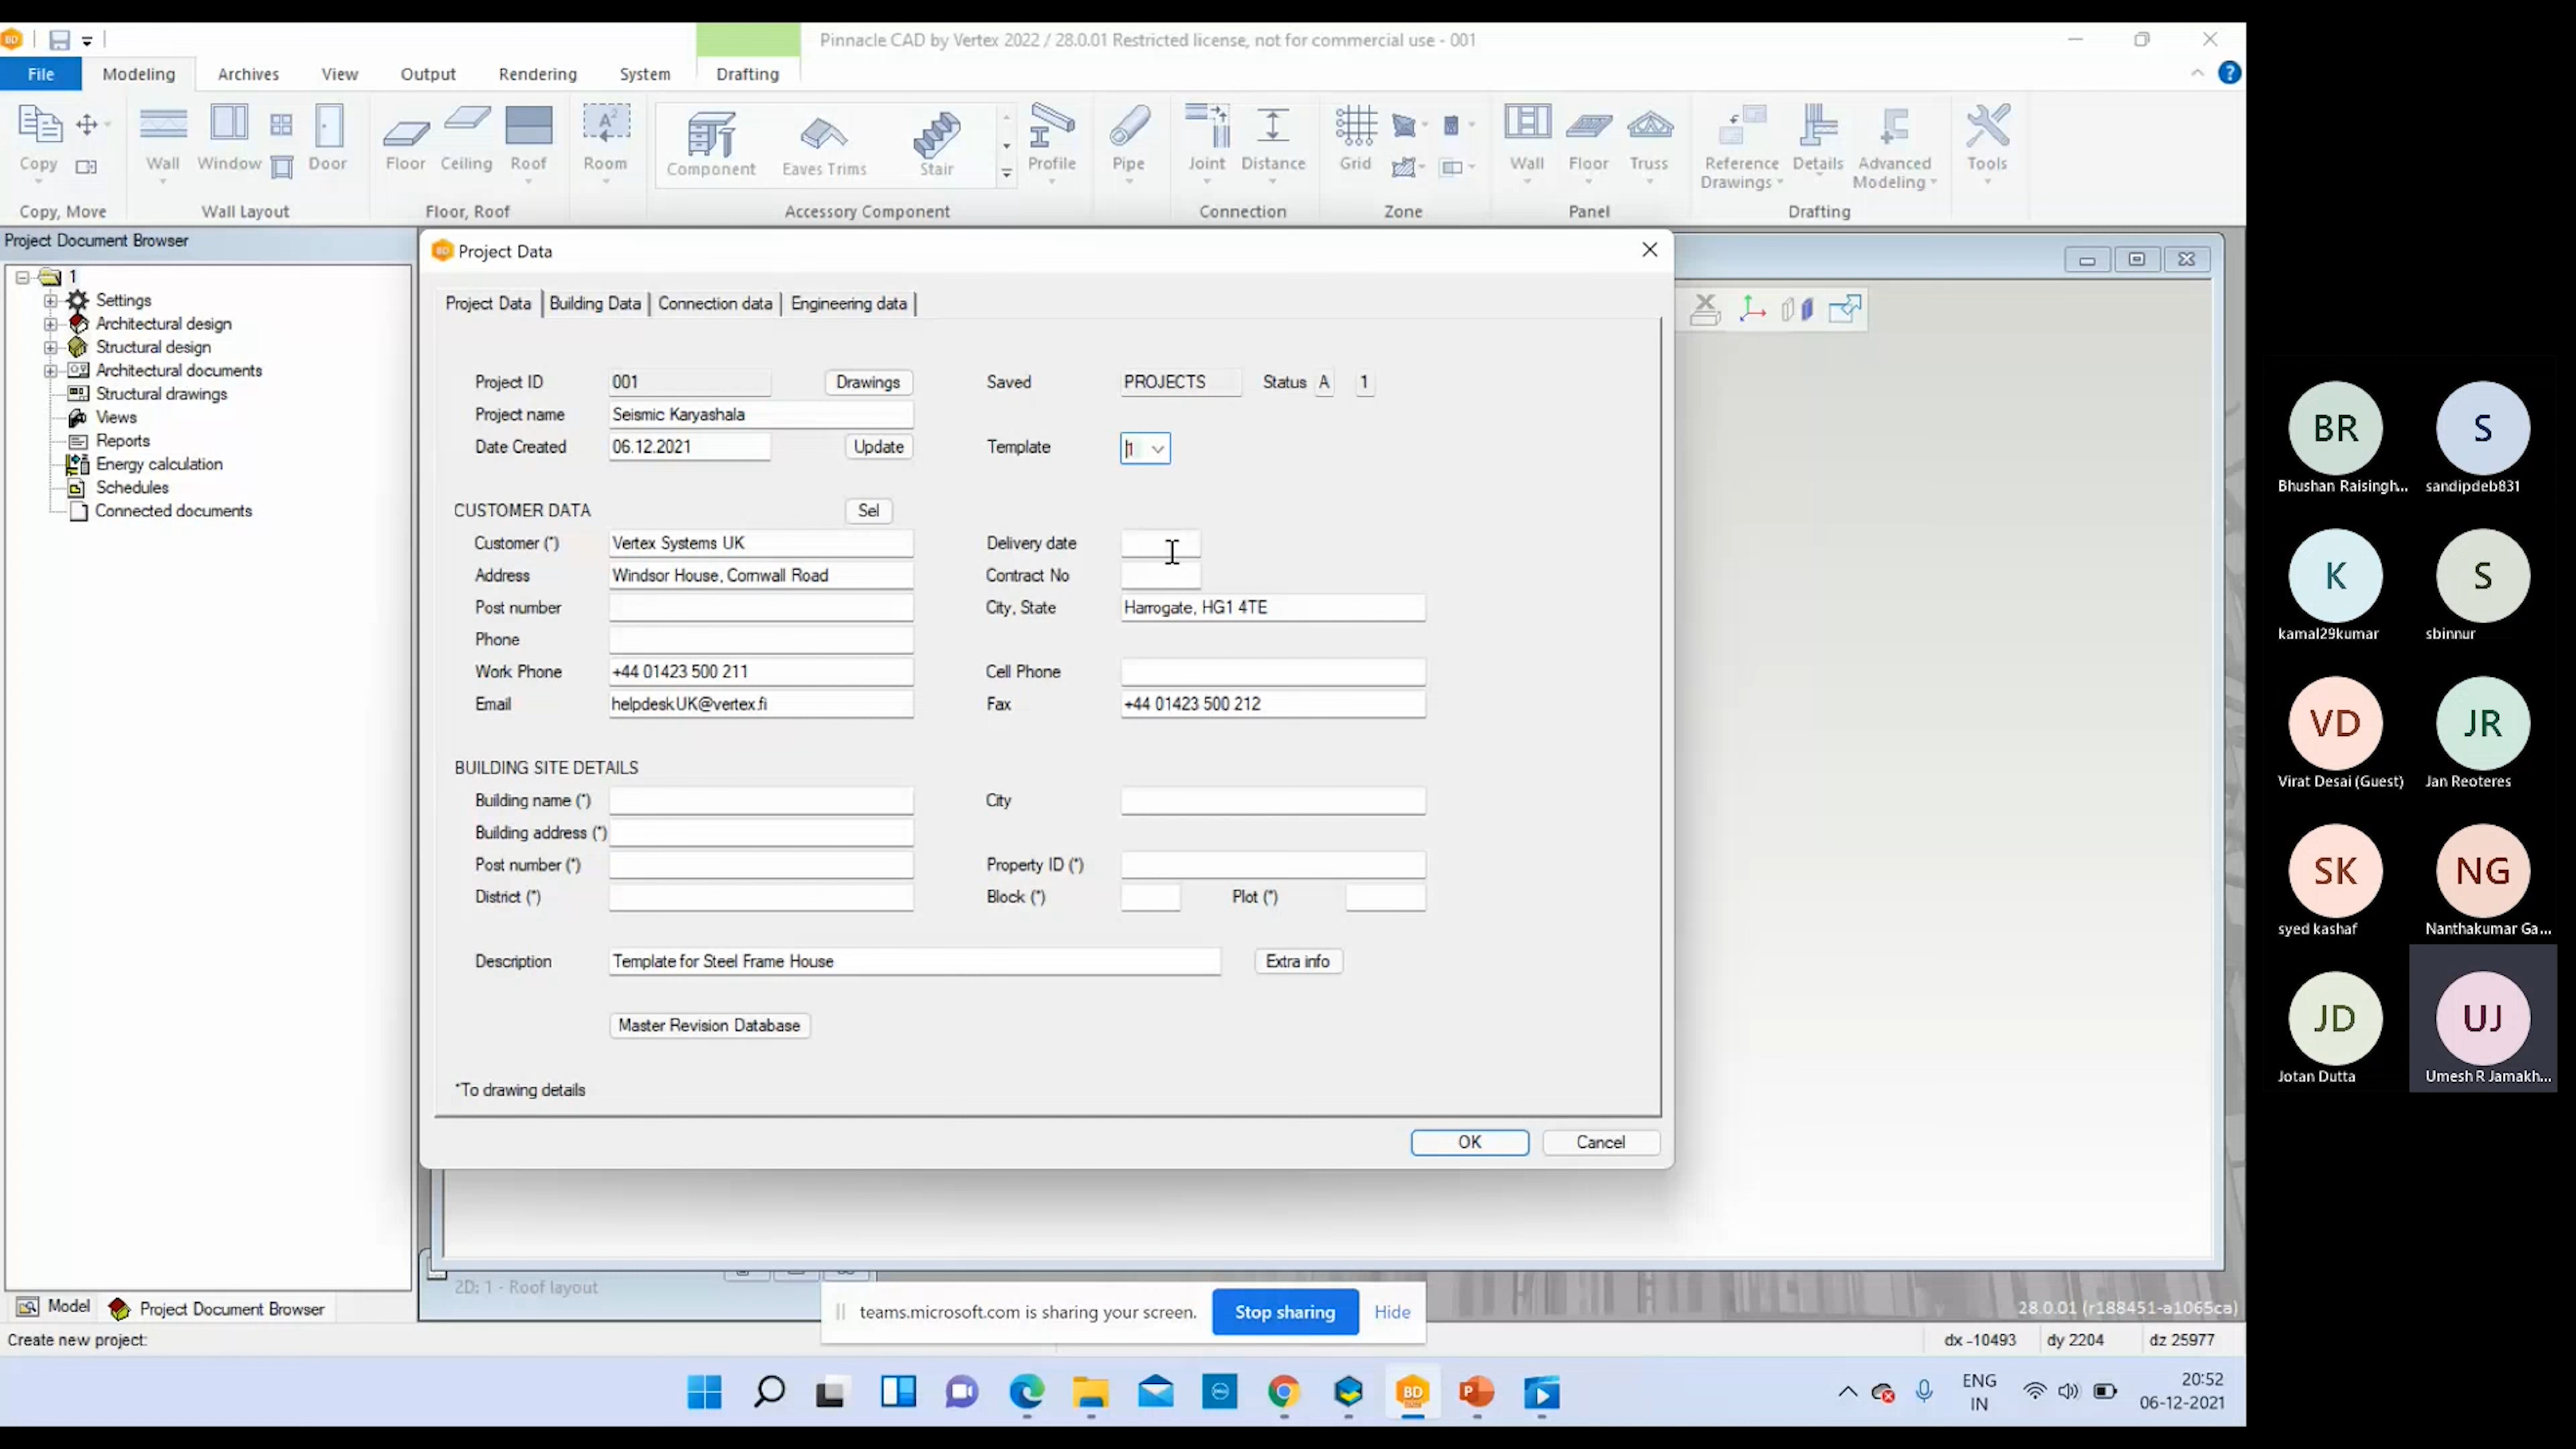 Pinnacle CAD by Vertex 2022 / 28.0.01 Restricted license, not for commercial use - 001
File Modeling Archives View Output Rendering System Drafting
Copy Wall Window Door Floor Ceiling Roof Room Component Eaves Trims Stair Profile Pipe Joint Distance Grid Wall Floor Truss Reference Drawings Details Advanced Modeling Tools
Copy, Move Wall Layout Floor, Roof Accessory Component Connection Zone Panel Drafting
Project Document Browser
1
Settings
Architectural design
Structural design
Architectural documents
Structural drawings
Views
Reports
Energy calculation
Schedules
Connected documents
Model Project Document Browser
Create new project:
BD Project Data
Project Data Building Data Connection data Engineering data
Project ID 001 Drawings Saved PROJECTS Status A 1
Project name Seismic Karyashala
Date Created 06.12.2021 Update Template 1
CUSTOMER DATA Sel
Customer (*) Vertex Systems UK Delivery date
Address Windsor House, Cornwall Road Contract No
Post number City, State Harrogate, HG1 4TE
Phone
Work Phone +44 01423 500 211 Cell Phone
Email helpdeskUK@vertex.fi Fax +44 01423 500 212
BUILDING SITE DETAILS
Building name (*) City
Building address (*)
Post number (*) Property ID (*)
District (*) Block (*) Plot (*)
Description Template for Steel Frame House Extra info
Master Revision Database
*To drawing details
OK Cancel
2D: 1 - Roof layout
teams.microsoft.com is sharing your screen. Stop sharing Hide
28.0.01 (r188451-a1065ca)
dx -10493 dy 2204 dz 25977
ENG
IN
20:52
06-12-2021
BR S
Bhushan Raisingh... sandipdeb831
K S
kamal29kumar sbinnur
VD JR
Virat Desai (Guest) Jan Reoteres
SK NG
syed kashaf Nanthakumar Ga...
JD UJ
Jotan Dutta Umesh R Jamakh...